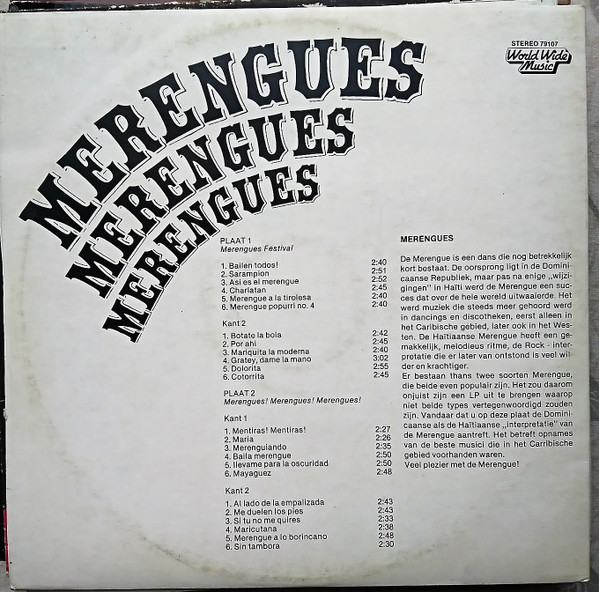 STEREO 79107
World Wide
Music
MERENGUES
MERENGUES
MERENGUES
PLAAT 1
Merengues Festival
1. Bailen todos! 2:40
2. Sarampion 2:51
3. Asi es el merengue 2:52
4. Charlatan 2:45
5. Merengue a la tirolesa 2:40
6. Merengue popurri no. 4 2:40
Kant 2
1. Botate la bola 2:42
2. Por ahi 2:45
3. Mariquita la moderna 2:40
4. Gratey, dame la mano 3:02
5. Dolorita 2:55
6. Cotorrita 2:45
PLAAT 2
Merengues! Merengues! Merengues!
Kant 1
1. Mentiras! Mentiras! 2:27
2. Maria 2:26
3. Merenguiando 2:35
4. Baila merengue 2:50
5. llevame para la oscuridad 2:50
6. Mayaguez 2:48
Kant 2
1. Al lado de la empalizada 2:43
2. Me duelen los pies 2:43
3. Si tu no me quires 2:33
4. Maricutana 2:38
5. Merengue a lo borincano 2:48
6. Sin tambora 2:30
MERENGUES
De Merengue is een dans die nog betrekkelijk
kort bestaat. De oorsprong ligt in de Domini-
caanse Republiek, maar pas na enige „wijzi-
gingen” in Haïti werd de Merengue een suc-
ces dat over de hele wereld uitwaaierde. Het
werd muziek die steeds meer gehoord werd
in dancings en discotheken, eerst alleen in
het Caribische gebied, later ook in het Wes-
ten. De Haïtiaanse Merengue heeft een ge-
makkelijk, melodieus ritme, de Rock - inter-
pretatie die er later van ontstond is veel wil-
der en krachtiger.
Er bestaan thans twee soorten Merengue,
die beide even populair zijn. Het zou daarom
onjuist zijn een LP uit te brengen waarop
niet beide types vertegenwoordigd zouden
zijn. Vandaar dat u op deze plaat de Domini-
caanse als de Haïtiaanse „interpretatie” van
de Merengue aantreft. Het betreft opnames
van de beste musici die in het Carribische
gebied voorhanden waren.
Veel plezier met de Merengue!